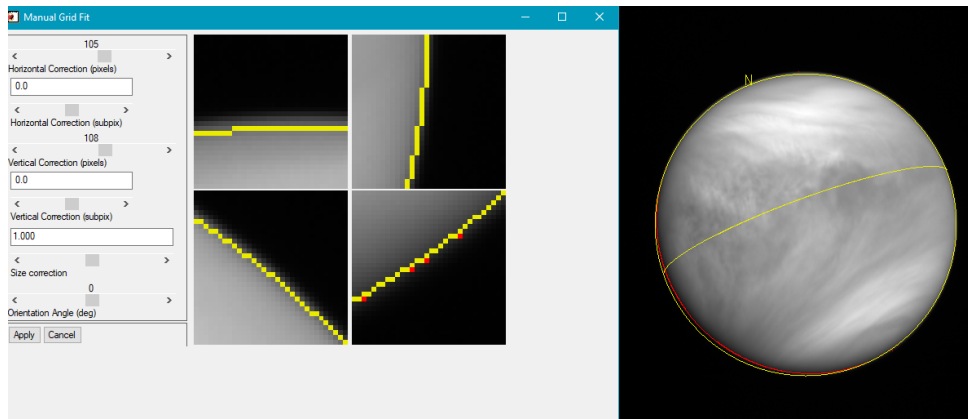 Manual Grid Fit
105
Horizontal Correction (pixels)
0.0
Horizontal Correction (subpix)
108
Vertical Correction (pixels)
0.0
Vertical Correction (subpix)
1.000
Size correction
0
Orientation Angle (deg)
Apply Cancel
N